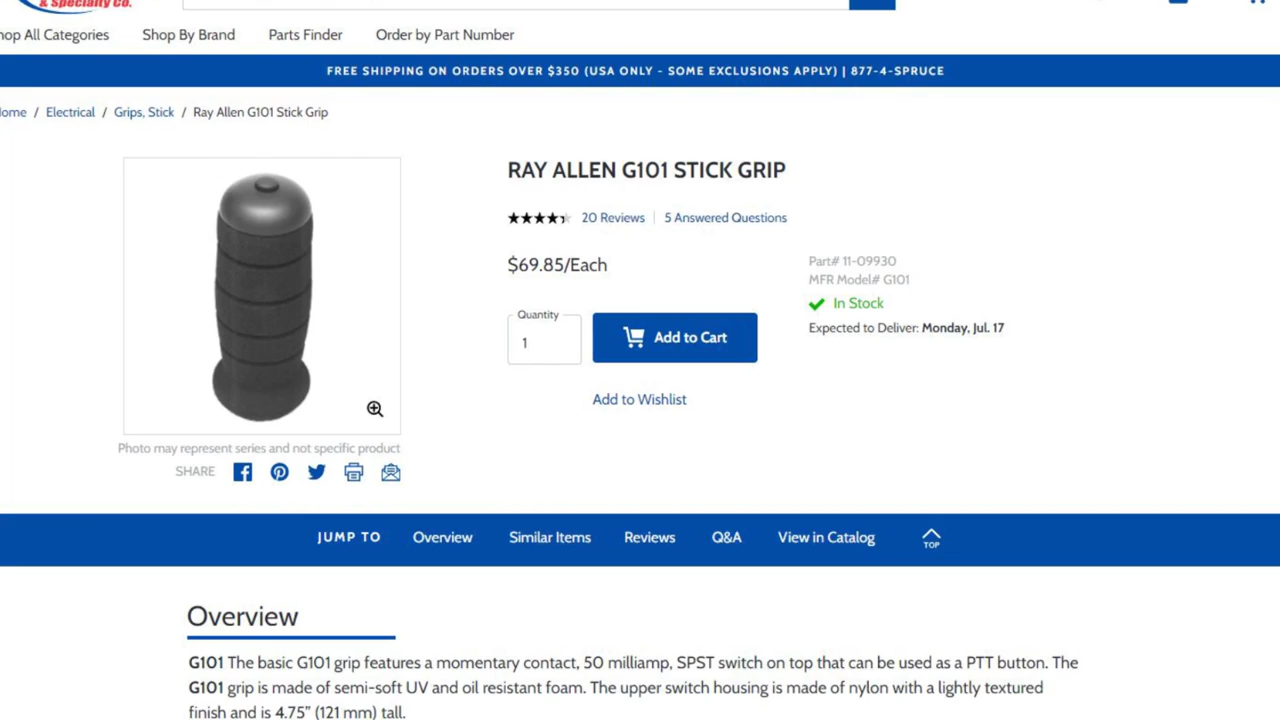 & Specialty Co.
hop All Categories
Shop By Brand
Parts Finder
Order by Part Number
FREE SHIPPING ON ORDERS OVER $350 (USA ONLY - SOME EXCLUSIONS APPLY) | 877-4-SPRUCE
ome / Electrical / Grips, Stick / Ray Allen G101 Stick Grip
RAY ALLEN G101 STICK GRIP
20 Reviews
5 Answered Questions
$69.85/Each
Part# 11-09930
MFR Model# G101
In Stock
Expected to Deliver: Monday, Jul. 17
Quantity
1
Add to Cart
Add to Wishlist
Photo may represent series and not specific product
SHARE
JUMP TO
Overview
Similar Items
Reviews
Q&A
View in Catalog
TOP
Overview
G101 The basic G101 grip features a momentary contact, 50 milliamp, SPST switch on top that can be used as a PTT button. The
G101 grip is made of semi-soft UV and oil resistant foam. The upper switch housing is made of nylon with a lightly textured
finish and is 4.75” (121 mm) tall.